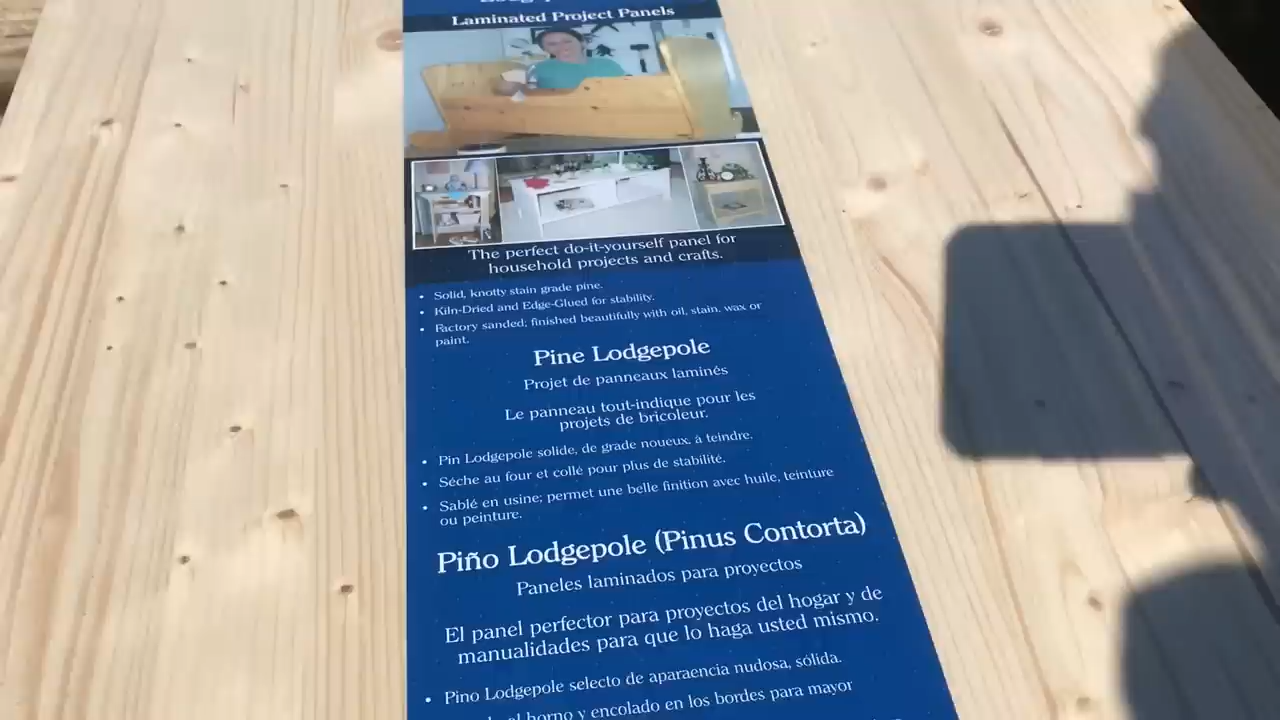 Laminated Project Panels
The perfect do-it-yourself panel for
household projects and crafts.
• Solid, knotty stain grade pine.
• Kiln-Dried and Edge-Glued for stability.
• Factory sanded; finished beautifully with oil, stain, wax or
paint.
Pine Lodgepole
Projet de panneaux laminés
Le panneau tout-indique pour les
projets de bricoleur.
• Pin Lodgepole solide, de grade noueux, à teindre.
• Séche au four et collé pour plus de stabilité.
• Sablé en usine; permet une belle finition avec huile, teinture
ou peinture.
Piño Lodgepole (Pinus Contorta)
Paneles laminados para proyectos
El panel perfector para proyectos del hogar y de
manualidades para que lo haga usted mismo.
• Pino Lodgepole selecto de aparaencia nudosa, sólida.
al horno y encolado en los bordes para mayor